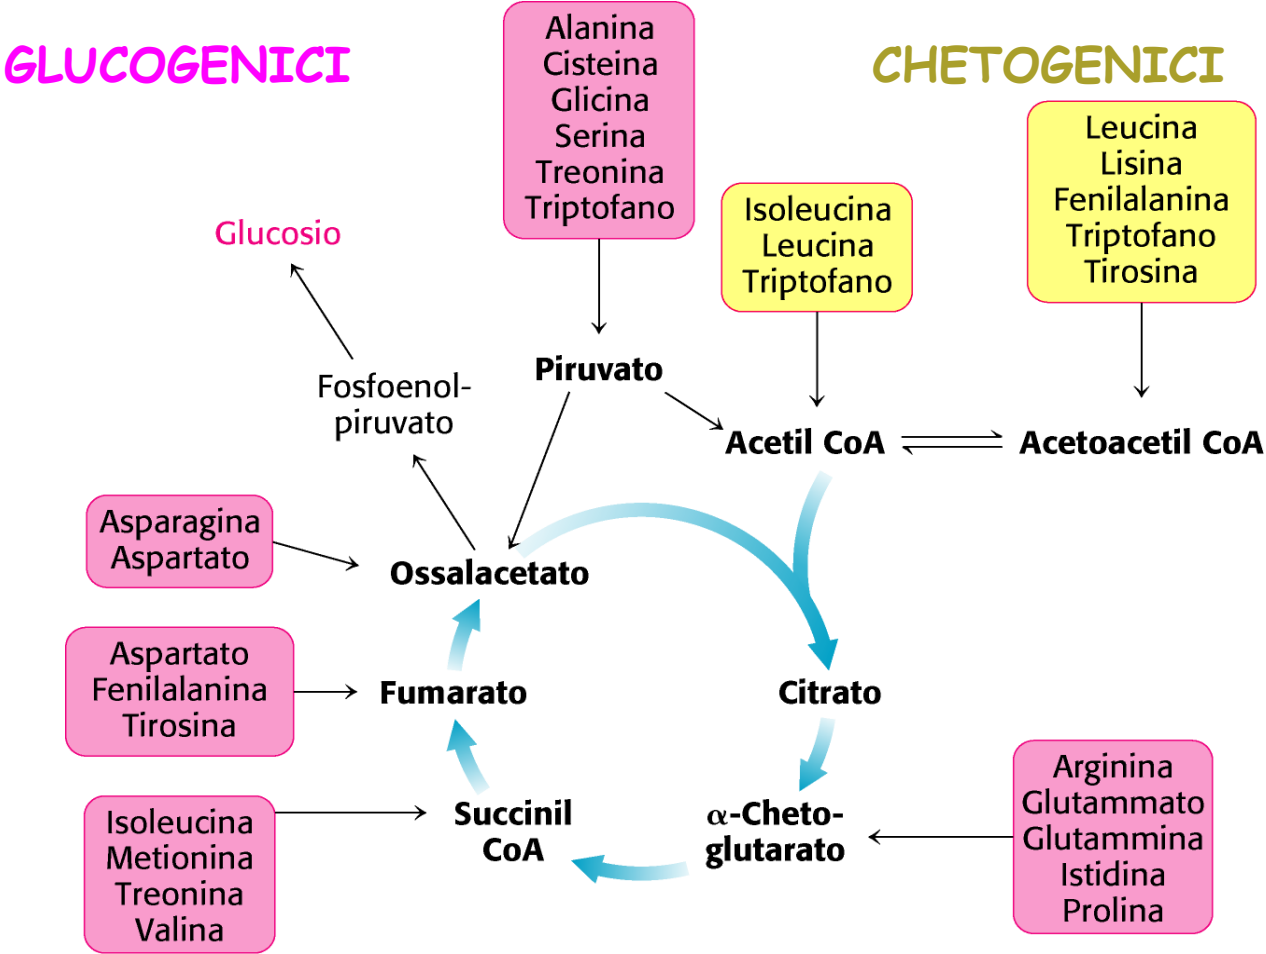 GLUCOGENICI
CHETOGENICI
Alanina
Cisteina
Glicina
Serina
Treonina
Triptofano
Isoleucina
Leucina
Triptofano
Leucina
Lisina
Fenilalanina
Triptofano
Tirosina
Glucosio
Fosfoenol-
piruvato
Piruvato
Acetil CoA
Acetoacetil CoA
Asparagina
Aspartato
Ossalacetato
Aspartato
Fenilalanina
Tirosina
Fumarato
Citrato
Isoleucina
Metionina
Treonina
Valina
Succinil
CoA
α-Cheto-
glutarato
Arginina
Glutammato
Glutammina
Istidina
Prolina